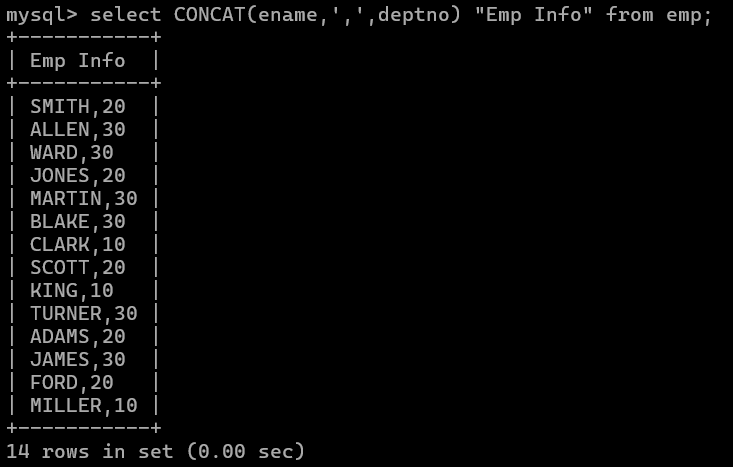 mysql> select CONCAT(ename,',',deptno) "Emp Info" from emp;
+-----------+
| Emp Info  |
+-----------+
| SMITH,20  |
| ALLEN,30  |
| WARD,30   |
| JONES,20  |
| MARTIN,30 |
| BLAKE,30  |
| CLARK,10  |
| SCOTT,20  |
| KING,10   |
| TURNER,30 |
| ADAMS,20  |
| JAMES,30  |
| FORD,20   |
| MILLER,10 |
+-----------+
14 rows in set (0.00 sec)